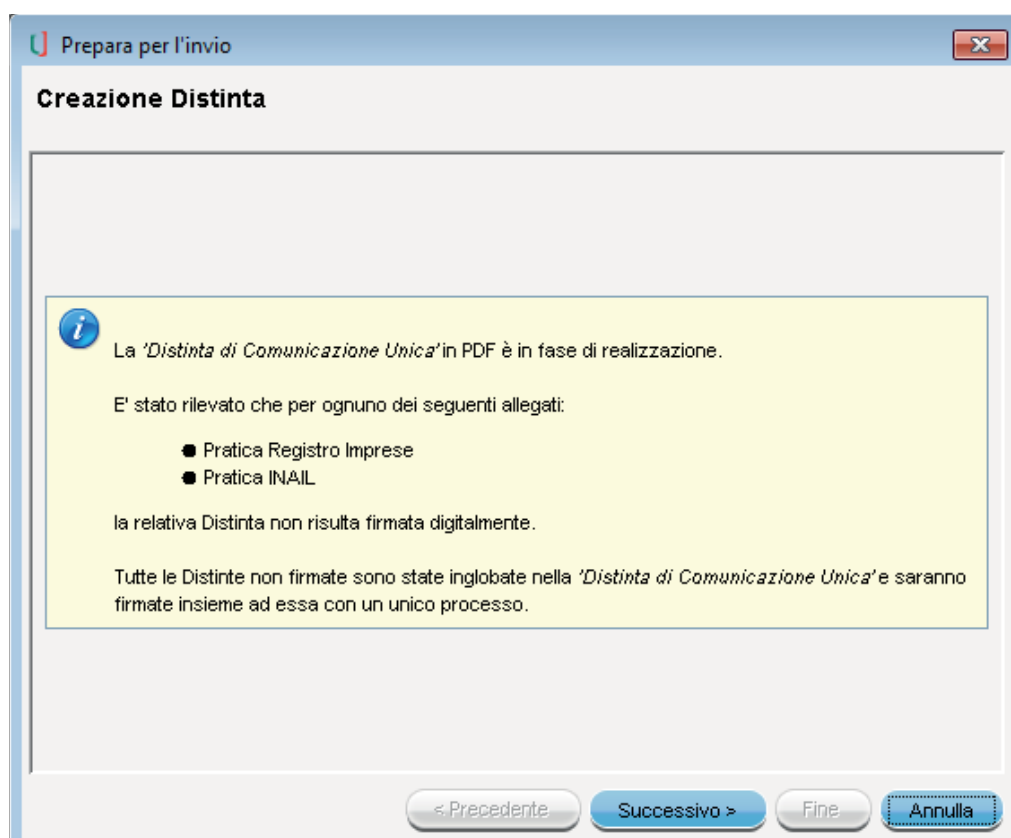 Prepara per l'invio
Creazione Distinta
La 'Distinta di Comunicazione Unica' in PDF è in fase di realizzazione.
E' stato rilevato che per ognuno dei seguenti allegati:
● Pratica Registro Imprese
● Pratica INAIL
la relativa Distinta non risulta firmata digitalmente.
Tutte le Distinte non firmate sono state inglobate nella 'Distinta di Comunicazione Unica' e saranno
firmate insieme ad essa con un unico processo.
< Precedente Successivo > Fine Annulla